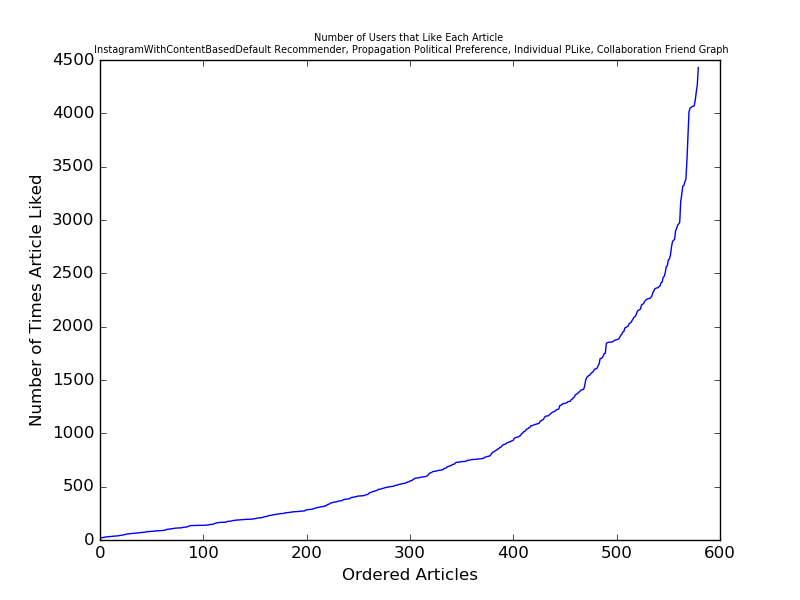 Number of Users that Like Each Article
InstagramWithContentBasedDefault Recommender, Propagation Political Preference, Individual PLike, Collaboration Friend Graph
4500
4000
3500
3000
2500
2000
1500
1000
500
0
Number of Times Article Liked
0 100 200 300 400 500 600
Ordered Articles